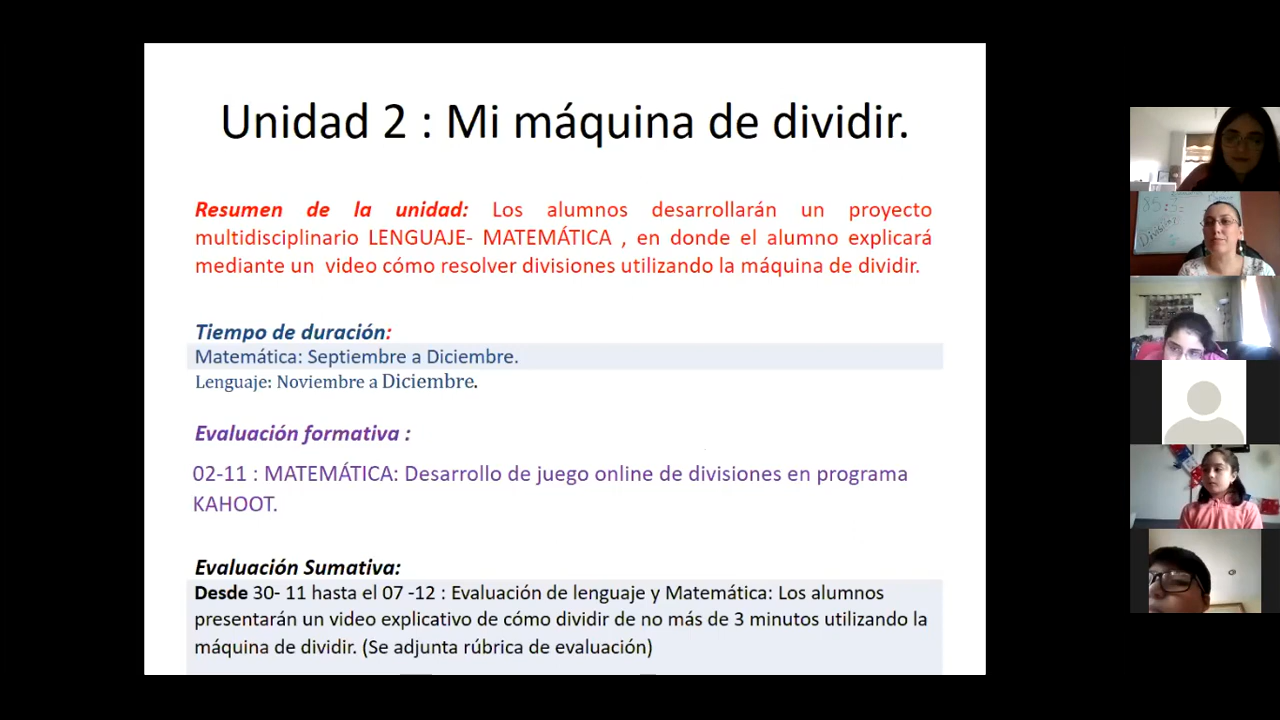 Unidad 2 : Mi máquina de dividir.
Resumen de la unidad: Los alumnos desarrollarán un proyecto
multidisciplinario LENGUAJE- MATEMÁTICA , en donde el alumno explicará
mediante un video cómo resolver divisiones utilizando la máquina de dividir.
Tiempo de duración:
Matemática: Septiembre a Diciembre.
Lenguaje: Noviembre a Diciembre.
Evaluación formativa :
02-11 : MATEMÁTICA: Desarrollo de juego online de divisiones en programa
KAHOOT.
Evaluación Sumativa:
Desde 30- 11 hasta el 07 -12 : Evaluación de lenguaje y Matemática: Los alumnos
presentarán un video explicativo de cómo dividir de no más de 3 minutos utilizando la
máquina de dividir. (Se adjunta rúbrica de evaluación)